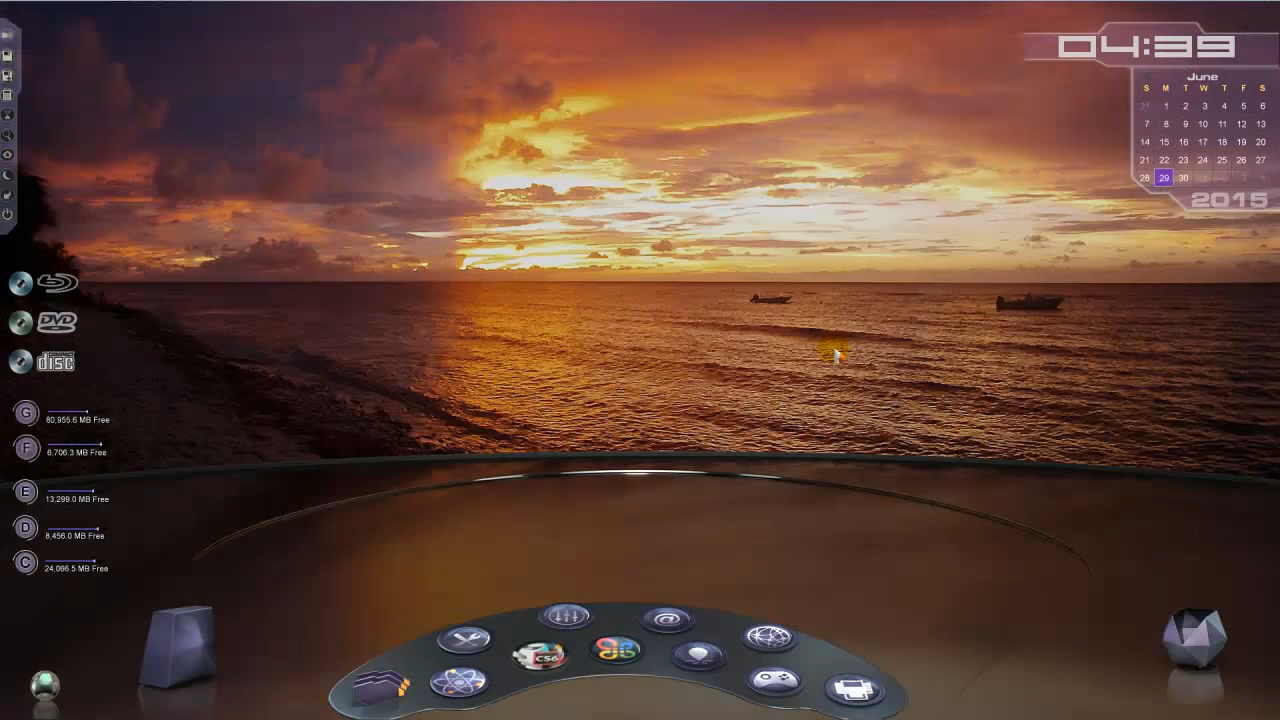 04:39
June
S M T W T F S
31 1 2 3 4 5 6
7 8 9 10 11 12 13
14 15 16 17 18 19 20
21 22 23 24 25 26 27
28 29 30
2015
DVD
COMPACT
disc
G
80,955.6 MB Free
F
6,706.3 MB Free
E
13,299.0 MB Free
D
8,456.0 MB Free
C
24,066.5 MB Free
@
CS6